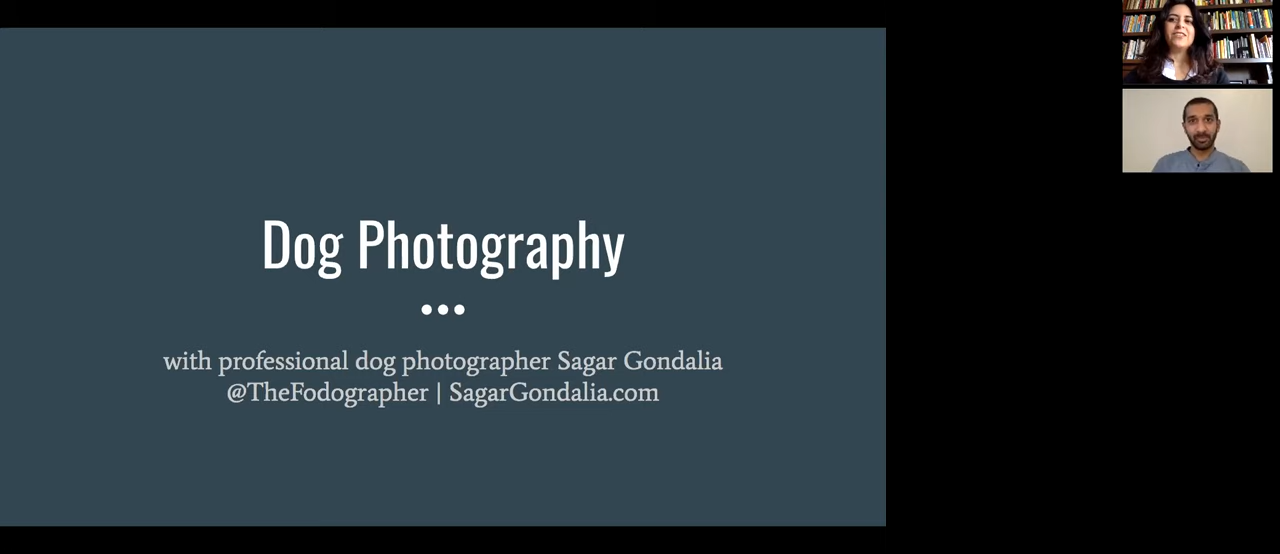 Dog Photography
with professional dog photographer Sagar Gondalia
@TheFodographer | SagarGondalia.com